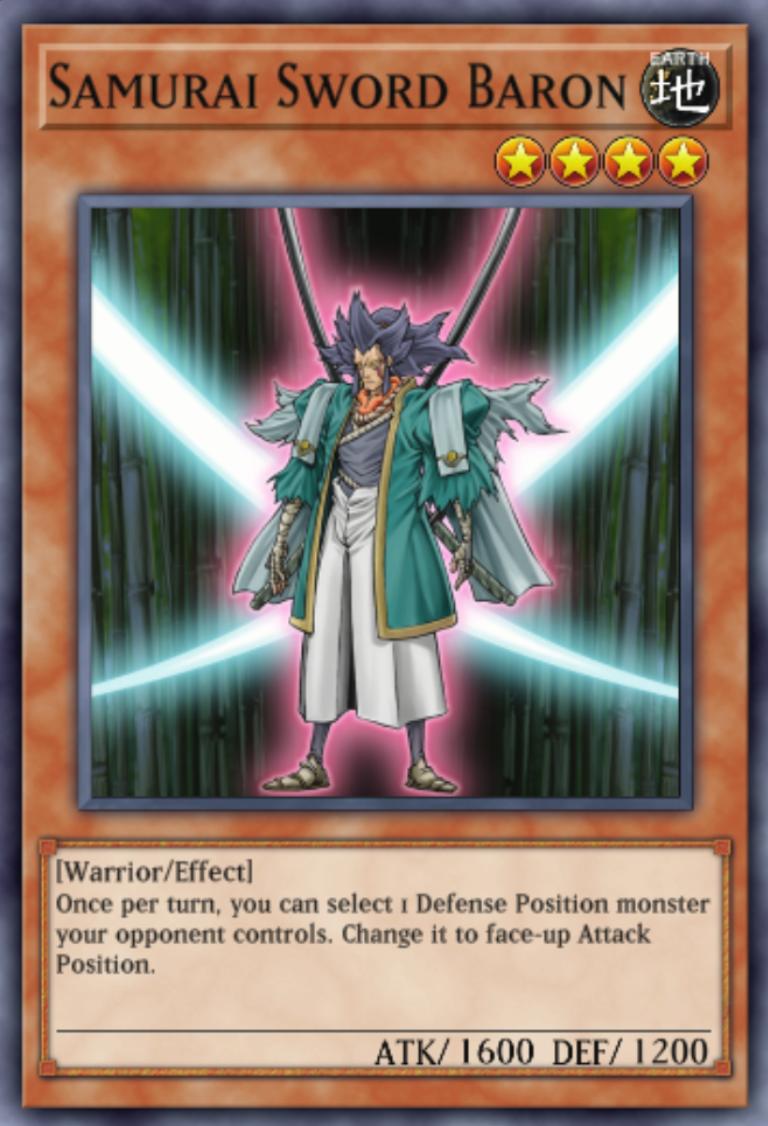 Samurai Sword Baron
EARTH
地
[Warrior/Effect]
Once per turn, you can select 1 Defense Position monster
your opponent controls. Change it to face-up Attack
Position.
ATK/ 1600 DEF/ 1200